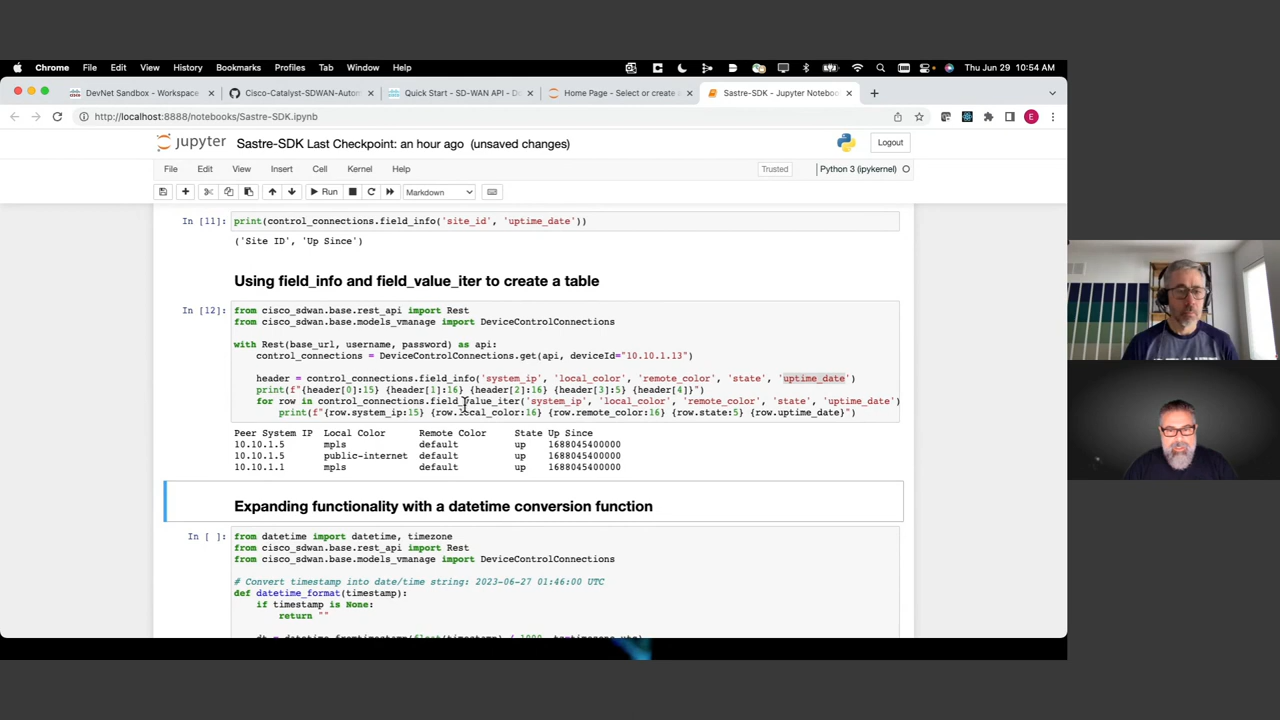 Chrome File Edit View History Bookmarks Profiles Tab Window Help Thu Jun 29 10:54 AM
DevNet Sandbox - Workspace Cisco-Catalyst-SDWAN-Autom Quick Start - SD-WAN API - Do Home Page - Select or create Sastre-SDK - Jupyter Notebook
http://localhost:8888/notebooks/Sastre-SDK.ipynb E
jupyter Sastre-SDK Last Checkpoint: an hour ago (unsaved changes) Logout
File Edit View Insert Cell Kernel Help Trusted Python 3 (ipykernel)
Run Markdown
In [11]: print(control_connections.field_info('site_id', 'uptime_date'))
('Site ID', 'Up Since')
Using field_info and field_value_iter to create a table
In [12]: from cisco_sdwan.base.rest_api import Rest
from cisco_sdwan.base.models_vmanage import DeviceControlConnections
with Rest(base_url, username, password) as api:
control_connections = DeviceControlConnections.get(api, deviceId="10.10.1.13")
header = control_connections.field_info('system_ip', 'local_color', 'remote_color', 'state', 'uptime_date')
print(f"{header[0]:15} {header[1]:16} {header[2]:16} {header[3]:5} {header[4]}")
for row in control_connections.field_value_iter('system_ip', 'local_color', 'remote_color', 'state', 'uptime_date')
print(f"{row.system_ip:15} {row.local_color:16} {row.remote_color:16} {row.state:5} {row.uptime_date}")
Peer System IP Local Color Remote Color State Up Since
10.10.1.5 mpls default up 1688045400000
10.10.1.5 public-internet default up 1688045400000
10.10.1.1 mpls default up 1688045400000
Expanding functionality with a datetime conversion function
In [ ]: from datetime import datetime, timezone
from cisco_sdwan.base.rest_api import Rest
from cisco_sdwan.base.models_vmanage import DeviceControlConnections
# Convert timestamp into date/time string: 2023-06-27 01:46:00 UTC
def datetime_format(timestamp):
if timestamp is None:
return ""